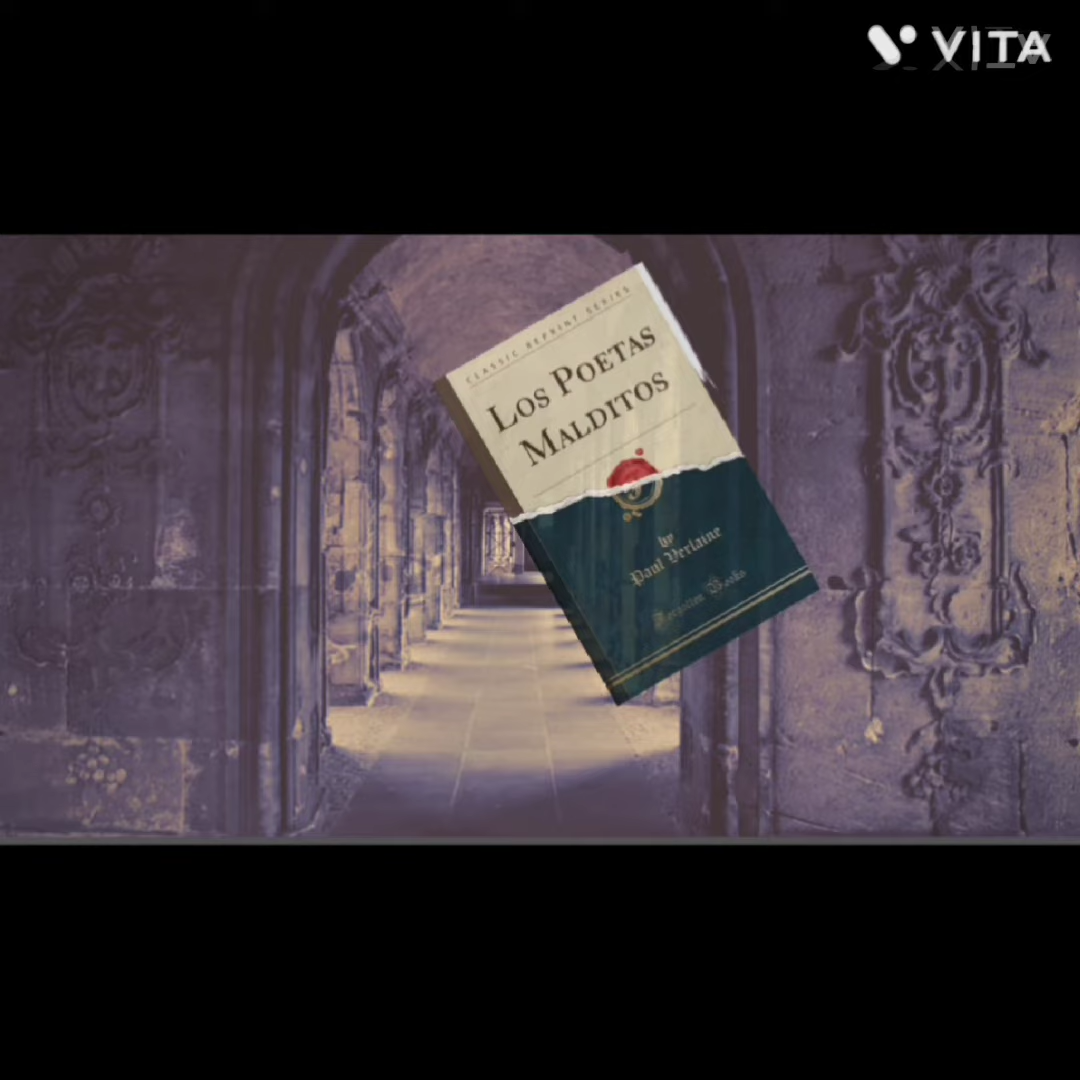 VITA
CLASSIC REPRINT SERIES
LOS POETAS
MALDITOS
by
Paul Verlaine
Forgotten Books